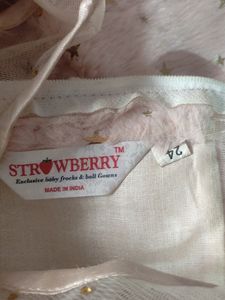 STRAWBERRY™
Exclusive baby frocks & ball Gowns
MADE IN INDIA
24